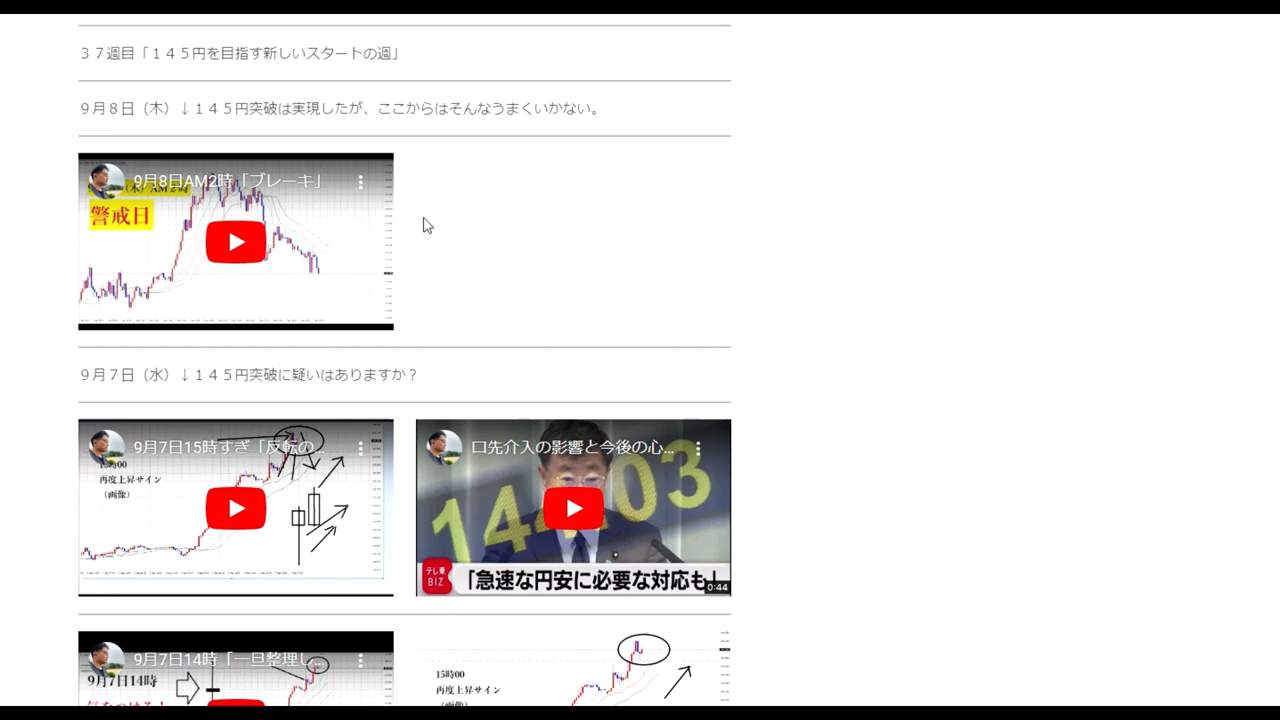 ３７週目「１４５円を目指す新しいスタートの週」
９月８日（木）↓１４５円突破は実現したが、ここからはそんなうまくいかない。
9月8日AM2時「ブレーキ」
警戒日
９月７日（水）↓１４５円突破に疑いはありますか？
9月7日15時すぎ「反転の...
再度上昇サイン
（画像）
口先介入の影響と今後の心...
テレ東
BIZ
「急速な円安に必要な対応も」
0:44
9月7日14時「一旦整理し...
9月7日14時
15時00
再度上昇サイン